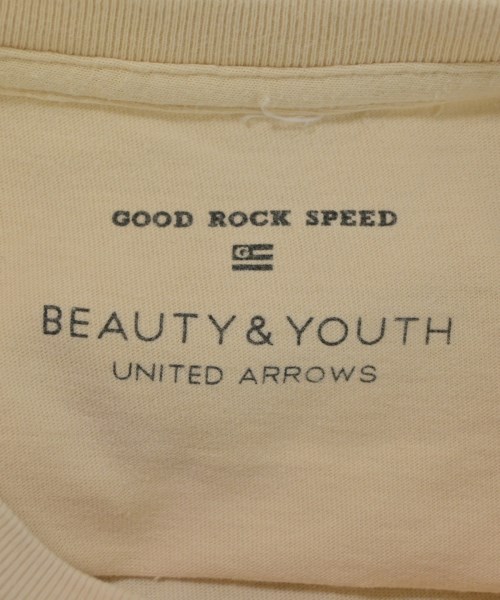 GOOD ROCK SPEED
G
BEAUTY & YOUTH
UNITED ARROWS